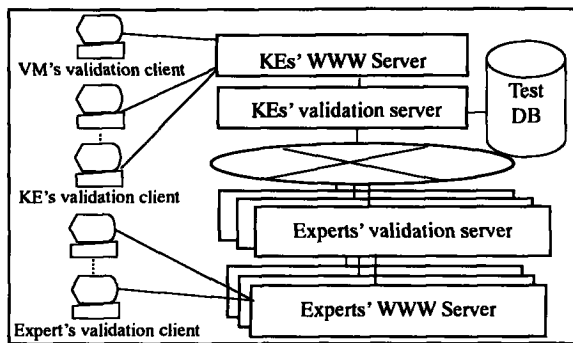 VM's validation client
KEs' WWW Server
Test
DB
KEs' validation server
KE's validation client
Experts' validation server
Experts' WWW Server
Expert's validation client